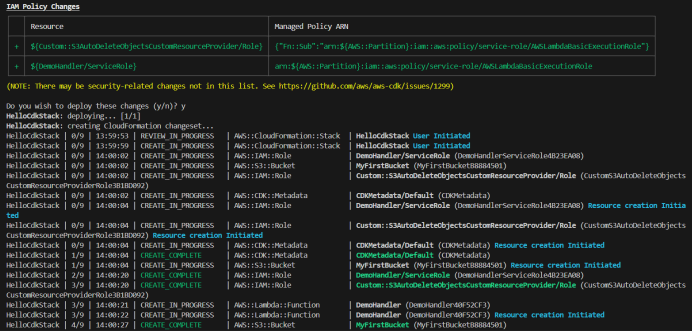 IAM Policy Changes
Resource Managed Policy ARN
+ ${Custom::S3AutoDeleteObjectsCustomResourceProvider/Role} {"Fn::Sub":"arn:${AWS::Partition}:iam::aws:policy/service-role/AWSLambdaBasicExecutionRole"}
+ ${DemoHandler/ServiceRole} arn:${AWS::Partition}:iam::aws:policy/service-role/AWSLambdaBasicExecutionRole
(NOTE: There may be security-related changes not in this list. See https://github.com/aws/aws-cdk/issues/1299)
Do you wish to deploy these changes (y/n)? y
HelloCdkStack: deploying... [1/1]
HelloCdkStack: creating CloudFormation changeset...
HelloCdkStack | 0/9 | 13:59:53 | REVIEW_IN_PROGRESS | AWS::CloudFormation::Stack | HelloCdkStack User Initiated
HelloCdkStack | 0/9 | 13:59:59 | CREATE_IN_PROGRESS | AWS::CloudFormation::Stack | HelloCdkStack User Initiated
HelloCdkStack | 0/9 | 14:00:02 | CREATE_IN_PROGRESS | AWS::IAM::Role | DemoHandler/ServiceRole (DemoHandlerServiceRole4B23EA08)
HelloCdkStack | 0/9 | 14:00:02 | CREATE_IN_PROGRESS | AWS::S3::Bucket | MyFirstBucket (MyFirstBucketB8884501)
HelloCdkStack | 0/9 | 14:00:02 | CREATE_IN_PROGRESS | AWS::IAM::Role | Custom::S3AutoDeleteObjectsCustomResourceProvider/Role (CustomS3AutoDeleteObjects
CustomResourceProviderRole3B1BD092)
HelloCdkStack | 0/9 | 14:00:02 | CREATE_IN_PROGRESS | AWS::CDK::Metadata | CDKMetadata/Default (CDKMetadata)
HelloCdkStack | 0/9 | 14:00:04 | CREATE_IN_PROGRESS | AWS::IAM::Role | DemoHandler/ServiceRole (DemoHandlerServiceRole4B23EA08) Resource creation Initia
ted
HelloCdkStack | 0/9 | 14:00:04 | CREATE_IN_PROGRESS | AWS::IAM::Role | Custom::S3AutoDeleteObjectsCustomResourceProvider/Role (CustomS3AutoDeleteObjects
CustomResourceProviderRole3B1BD092) Resource creation Initiated
HelloCdkStack | 0/9 | 14:00:04 | CREATE_IN_PROGRESS | AWS::CDK::Metadata | CDKMetadata/Default (CDKMetadata) Resource creation Initiated
HelloCdkStack | 1/9 | 14:00:04 | CREATE_COMPLETE | AWS::CDK::Metadata | CDKMetadata/Default (CDKMetadata)
HelloCdkStack | 1/9 | 14:00:04 | CREATE_IN_PROGRESS | AWS::S3::Bucket | MyFirstBucket (MyFirstBucketB8884501) Resource creation Initiated
HelloCdkStack | 2/9 | 14:00:20 | CREATE_COMPLETE | AWS::IAM::Role | DemoHandler/ServiceRole (DemoHandlerServiceRole4B23EA08)
HelloCdkStack | 3/9 | 14:00:20 | CREATE_COMPLETE | AWS::IAM::Role | Custom::S3AutoDeleteObjectsCustomResourceProvider/Role (CustomS3AutoDeleteObjects
CustomResourceProviderRole3B1BD092)
HelloCdkStack | 3/9 | 14:00:21 | CREATE_IN_PROGRESS | AWS::Lambda::Function | DemoHandler (DemoHandler40F52CF3)
HelloCdkStack | 3/9 | 14:00:22 | CREATE_IN_PROGRESS | AWS::Lambda::Function | DemoHandler (DemoHandler40F52CF3) Resource creation Initiated
HelloCdkStack | 4/9 | 14:00:27 | CREATE_COMPLETE | AWS::S3::Bucket | MyFirstBucket (MyFirstBucketB8884501)